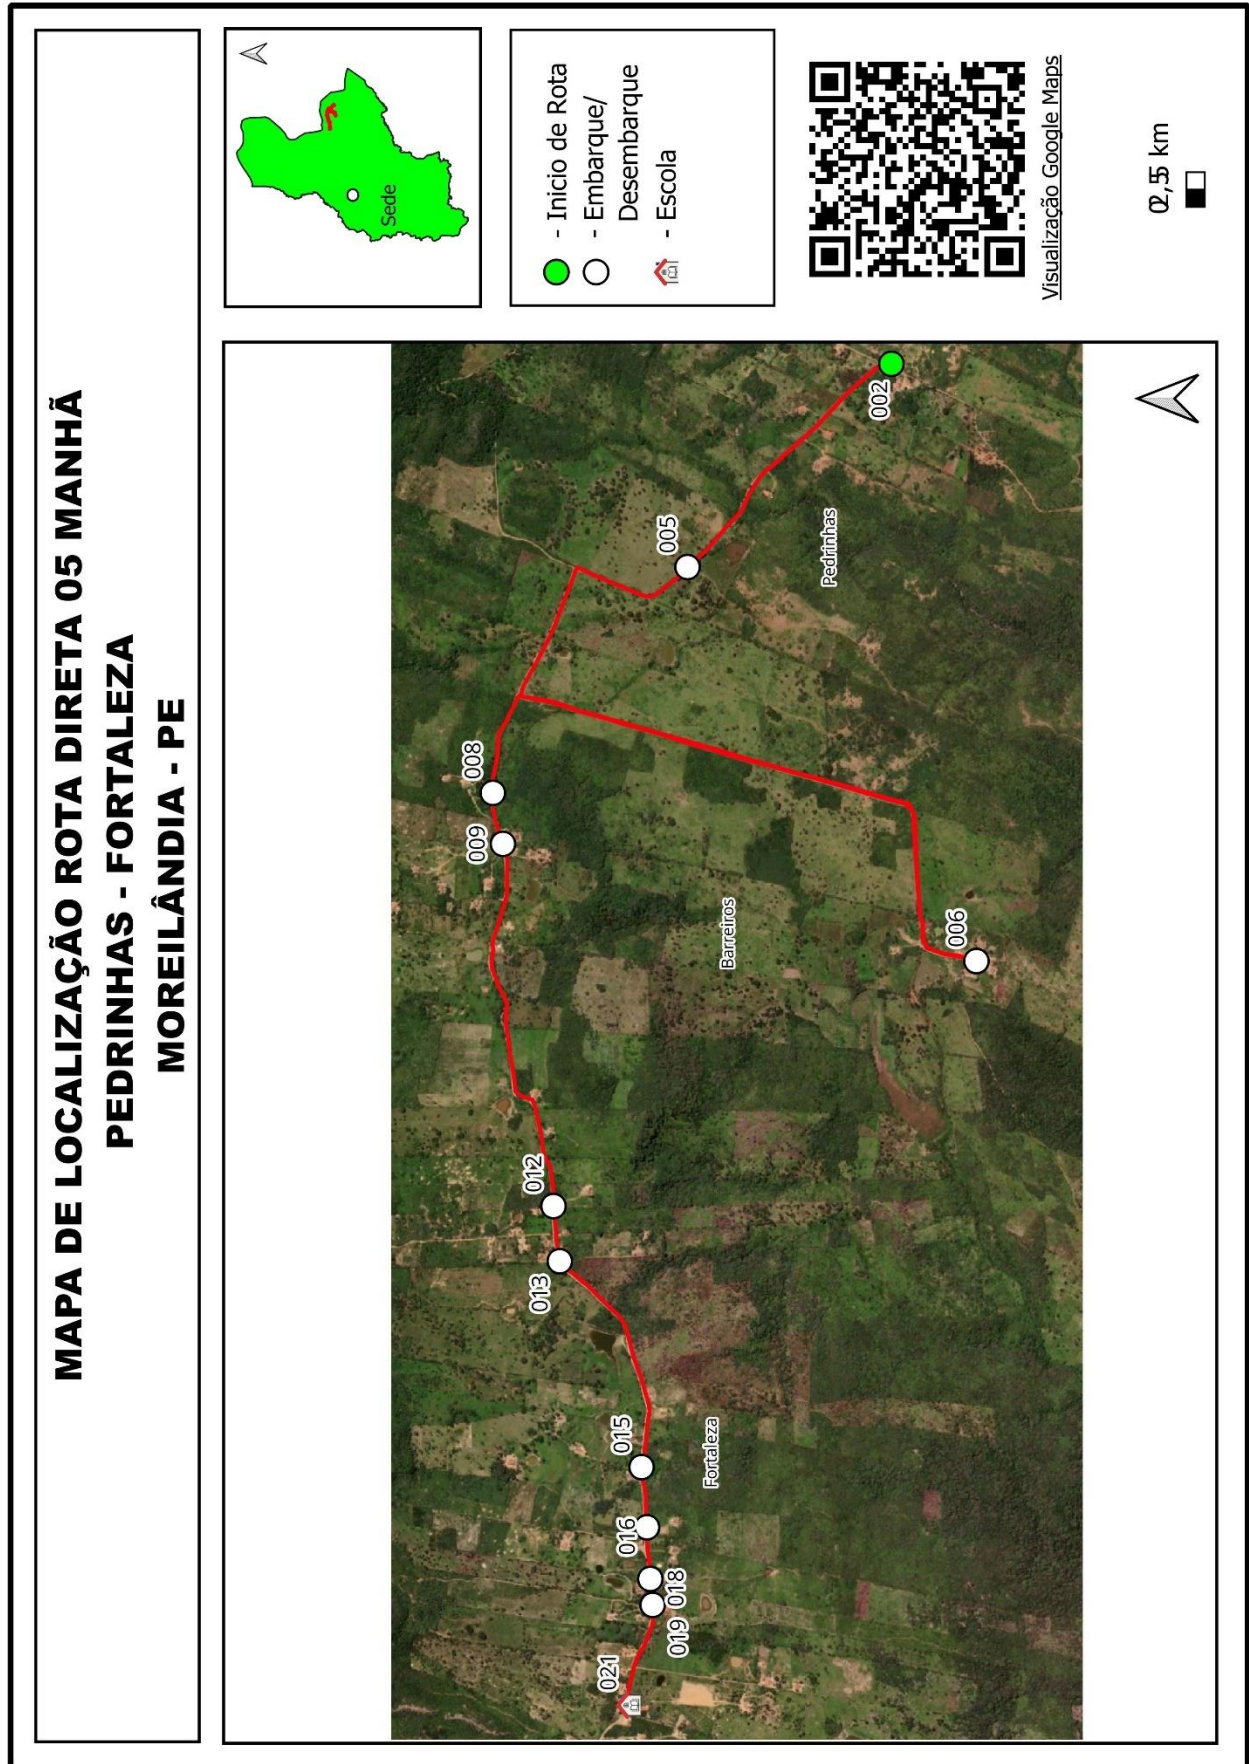 MAPA DE LOCALIZAÇÃO ROTA DIRETA 05 MANHÃ
PEDRINHAS - FORTALEZA
MOREILÂNDIA - PE
021
019
018
016
015
Fortaleza
013
012
009
008
Barreiros
006
005
Pedrinhas
002
Sede
- Inicio de Rota
- Embarque/
Desembarque
- Escola
Visualização Google Maps
km